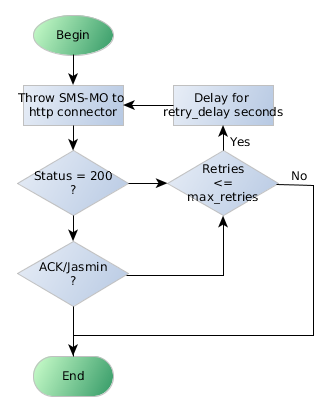 Begin
Throw SMS-MO to
http connector
Delay for
retry_delay seconds
Yes
Status = 200
?
Retries
<=
max_retries
No
ACK/Jasmin
?
End